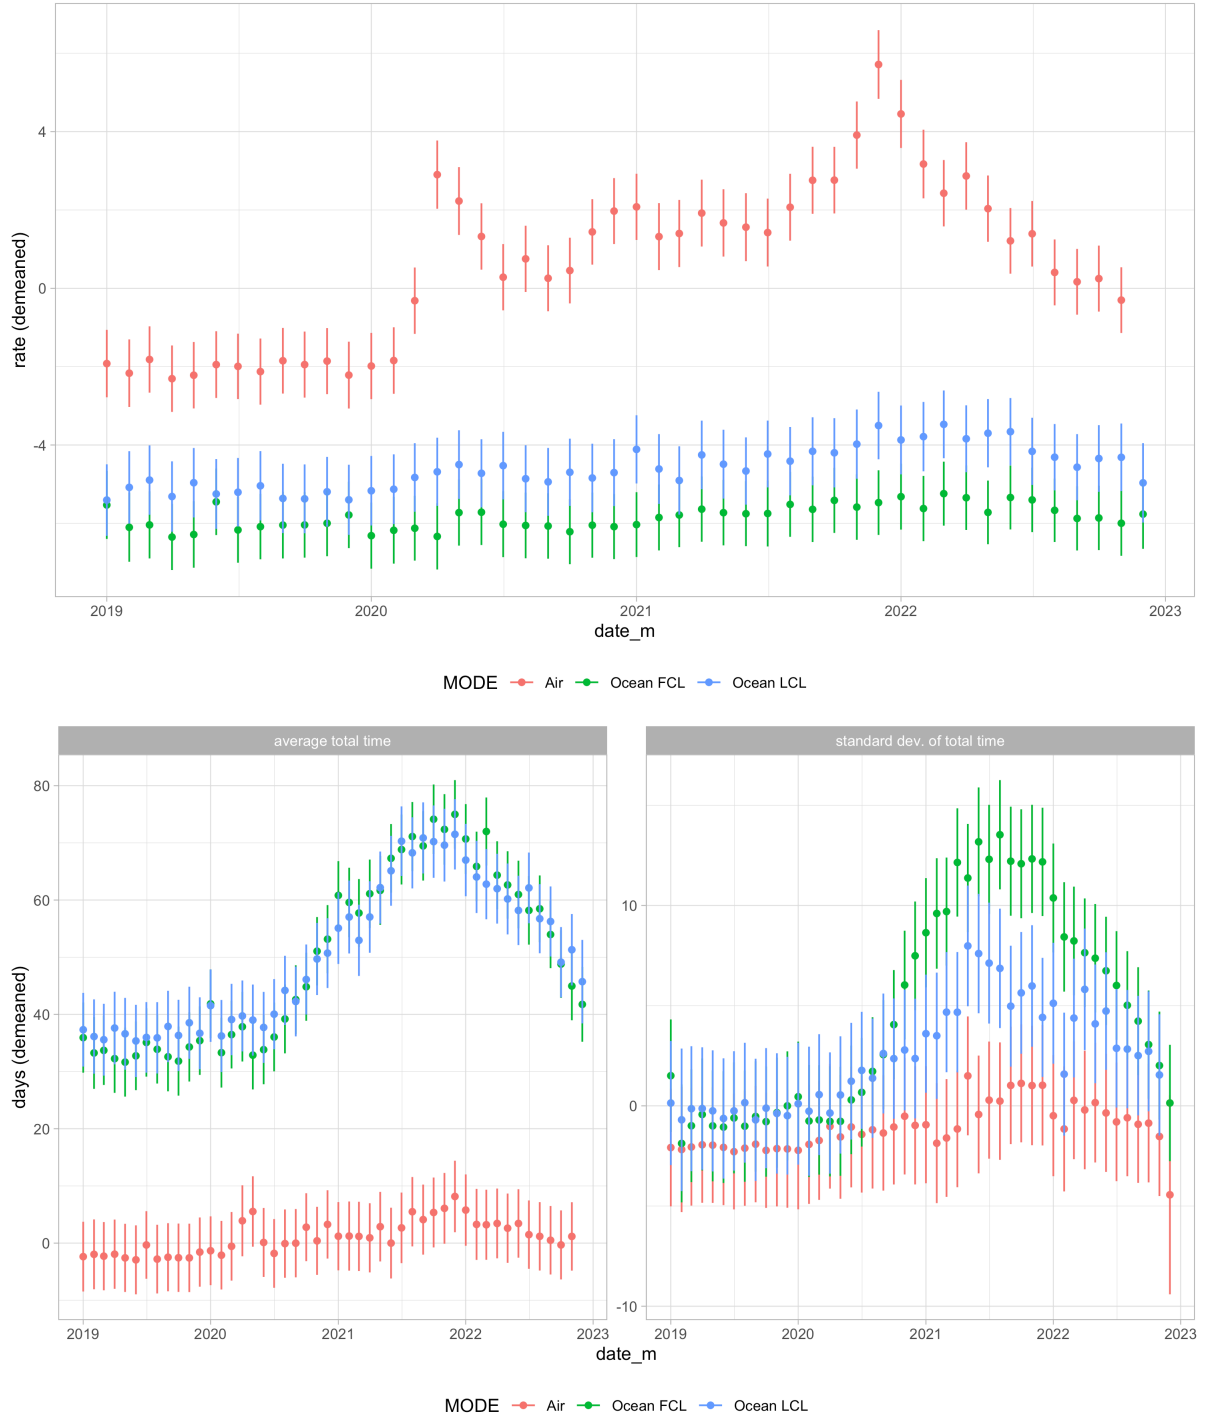 rate (demeaned)
4
0
-4
2019 2020 2021 2022 2023
date_m
MODE Air Ocean FCL Ocean LCL
average total time
standard dev. of total time
days (demeaned)
80
60
40
20
0
10
0
-10
2019 2020 2021 2022 2023
2019 2020 2021 2022 2023
date_m
MODE Air Ocean FCL Ocean LCL